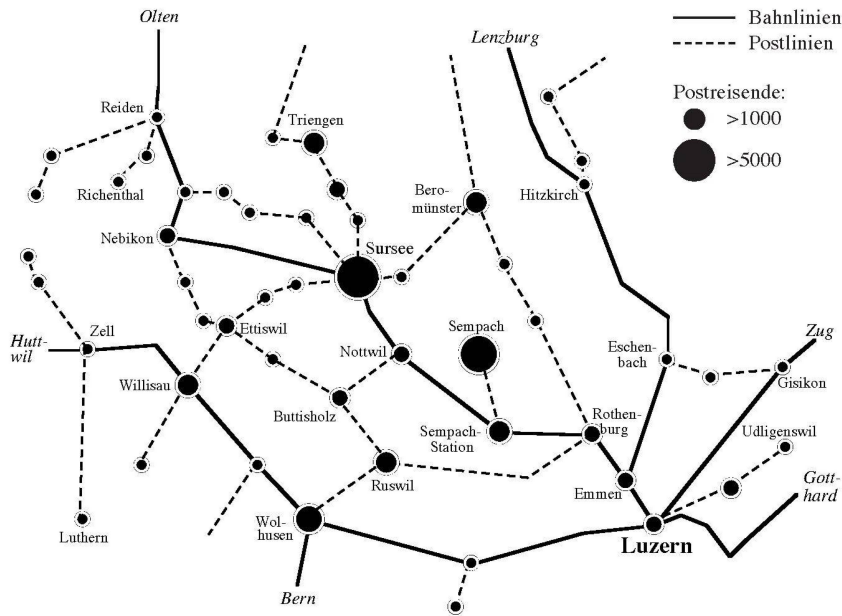 Olten
Lenzburg
Bahnlinien
Postlinien
Postreisende:
>1000
>5000
Reiden
Triengen
Richenthal
Bero-
münster
Hitzkirch
Nebikon
Sursee
Hutt-
wil
Zell
Ettiswil
Nottwil
Sempach
Eschen-
bach
Zug
Gisikon
Willisau
Buttisholz
Sempach-
Station
Rothen-
burg
Udligenswil
Ruswil
Emmen
Gott-
hard
Luthern
Wol-
husen
Luzern
Bern